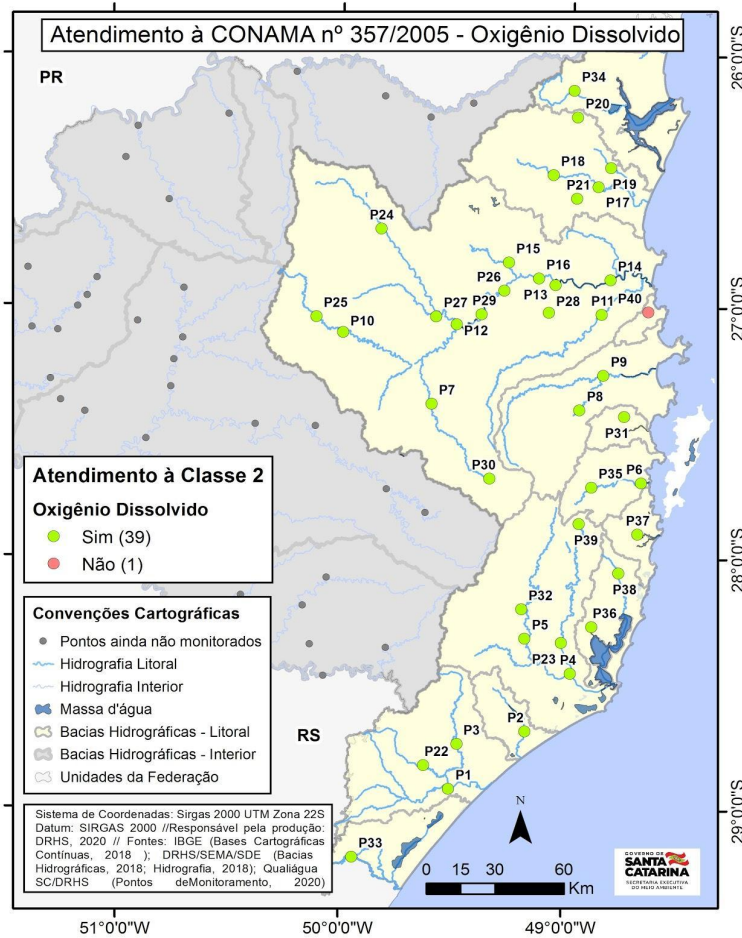 Atendimento à CONAMA nº 357/2005 - Oxigênio Dissolvido
PR
26°0'0"S
P34
P20
P18
P21
P19
P17
P24
P15
P26
P16
P14
P13
P28
P11
P40
P25
P10
P27
P29
P12
27°0'0"S
P9
P7
P8
P31
P30
P35
P6
P37
P39
28°0'0"S
P38
P32
P5
P36
P23
P4
P3
P2
P22
P1
RS
P33
29°0'0"S
Atendimento à Classe 2
Oxigênio Dissolvido
Sim (39)
Não (1)
Convenções Cartográficas
Pontos ainda não monitorados
Hidrografia Litoral
Hidrografia Interior
Massa d'água
Bacias Hidrográficas - Litoral
Bacias Hidrográficas - Interior
Unidades da Federação
Sistema de Coordenadas: Sirgas 2000 UTM Zona 22S
Datum: SIRGAS 2000 //Responsável pela produção:
DRHS, 2020 // Fontes: IBGE (Bases Cartográficas
Contínuas, 2018 ); DRHS/SEMA/SDE (Bacias
Hidrográficas, 2018; Hidrografia, 2018); Qualiágua
SC/DRHS (Pontos deMonitoramento, 2020)
N
0 15 30 60
Km
GOVERNO DE
SANTA
CATARINA
SECRETARIA EXECUTIVA
DO MEIO AMBIENTE
51°0'0"W 50°0'0"W 49°0'0"W